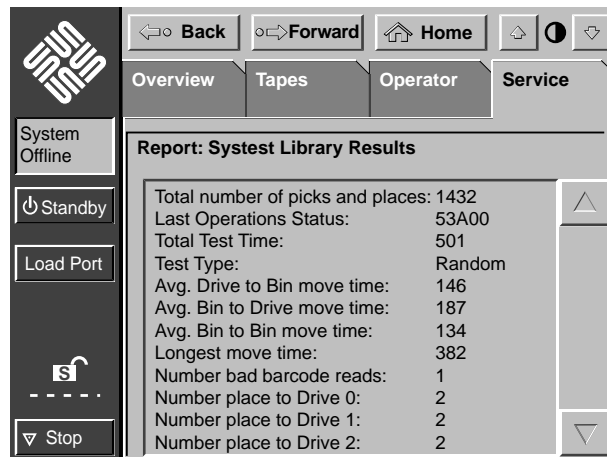 Sun
Back
Forward
Home
Overview
Tapes
Operator
Service
System
Offline
Standby
Load Port
S
Stop
Report: Systest Library Results
Total number of picks and places: 1432
Last Operations Status: 53A00
Total Test Time: 501
Test Type: Random
Avg. Drive to Bin move time: 146
Avg. Bin to Drive move time: 187
Avg. Bin to Bin move time: 134
Longest move time: 382
Number bad barcode reads: 1
Number place to Drive 0: 2
Number place to Drive 1: 2
Number place to Drive 2: 2